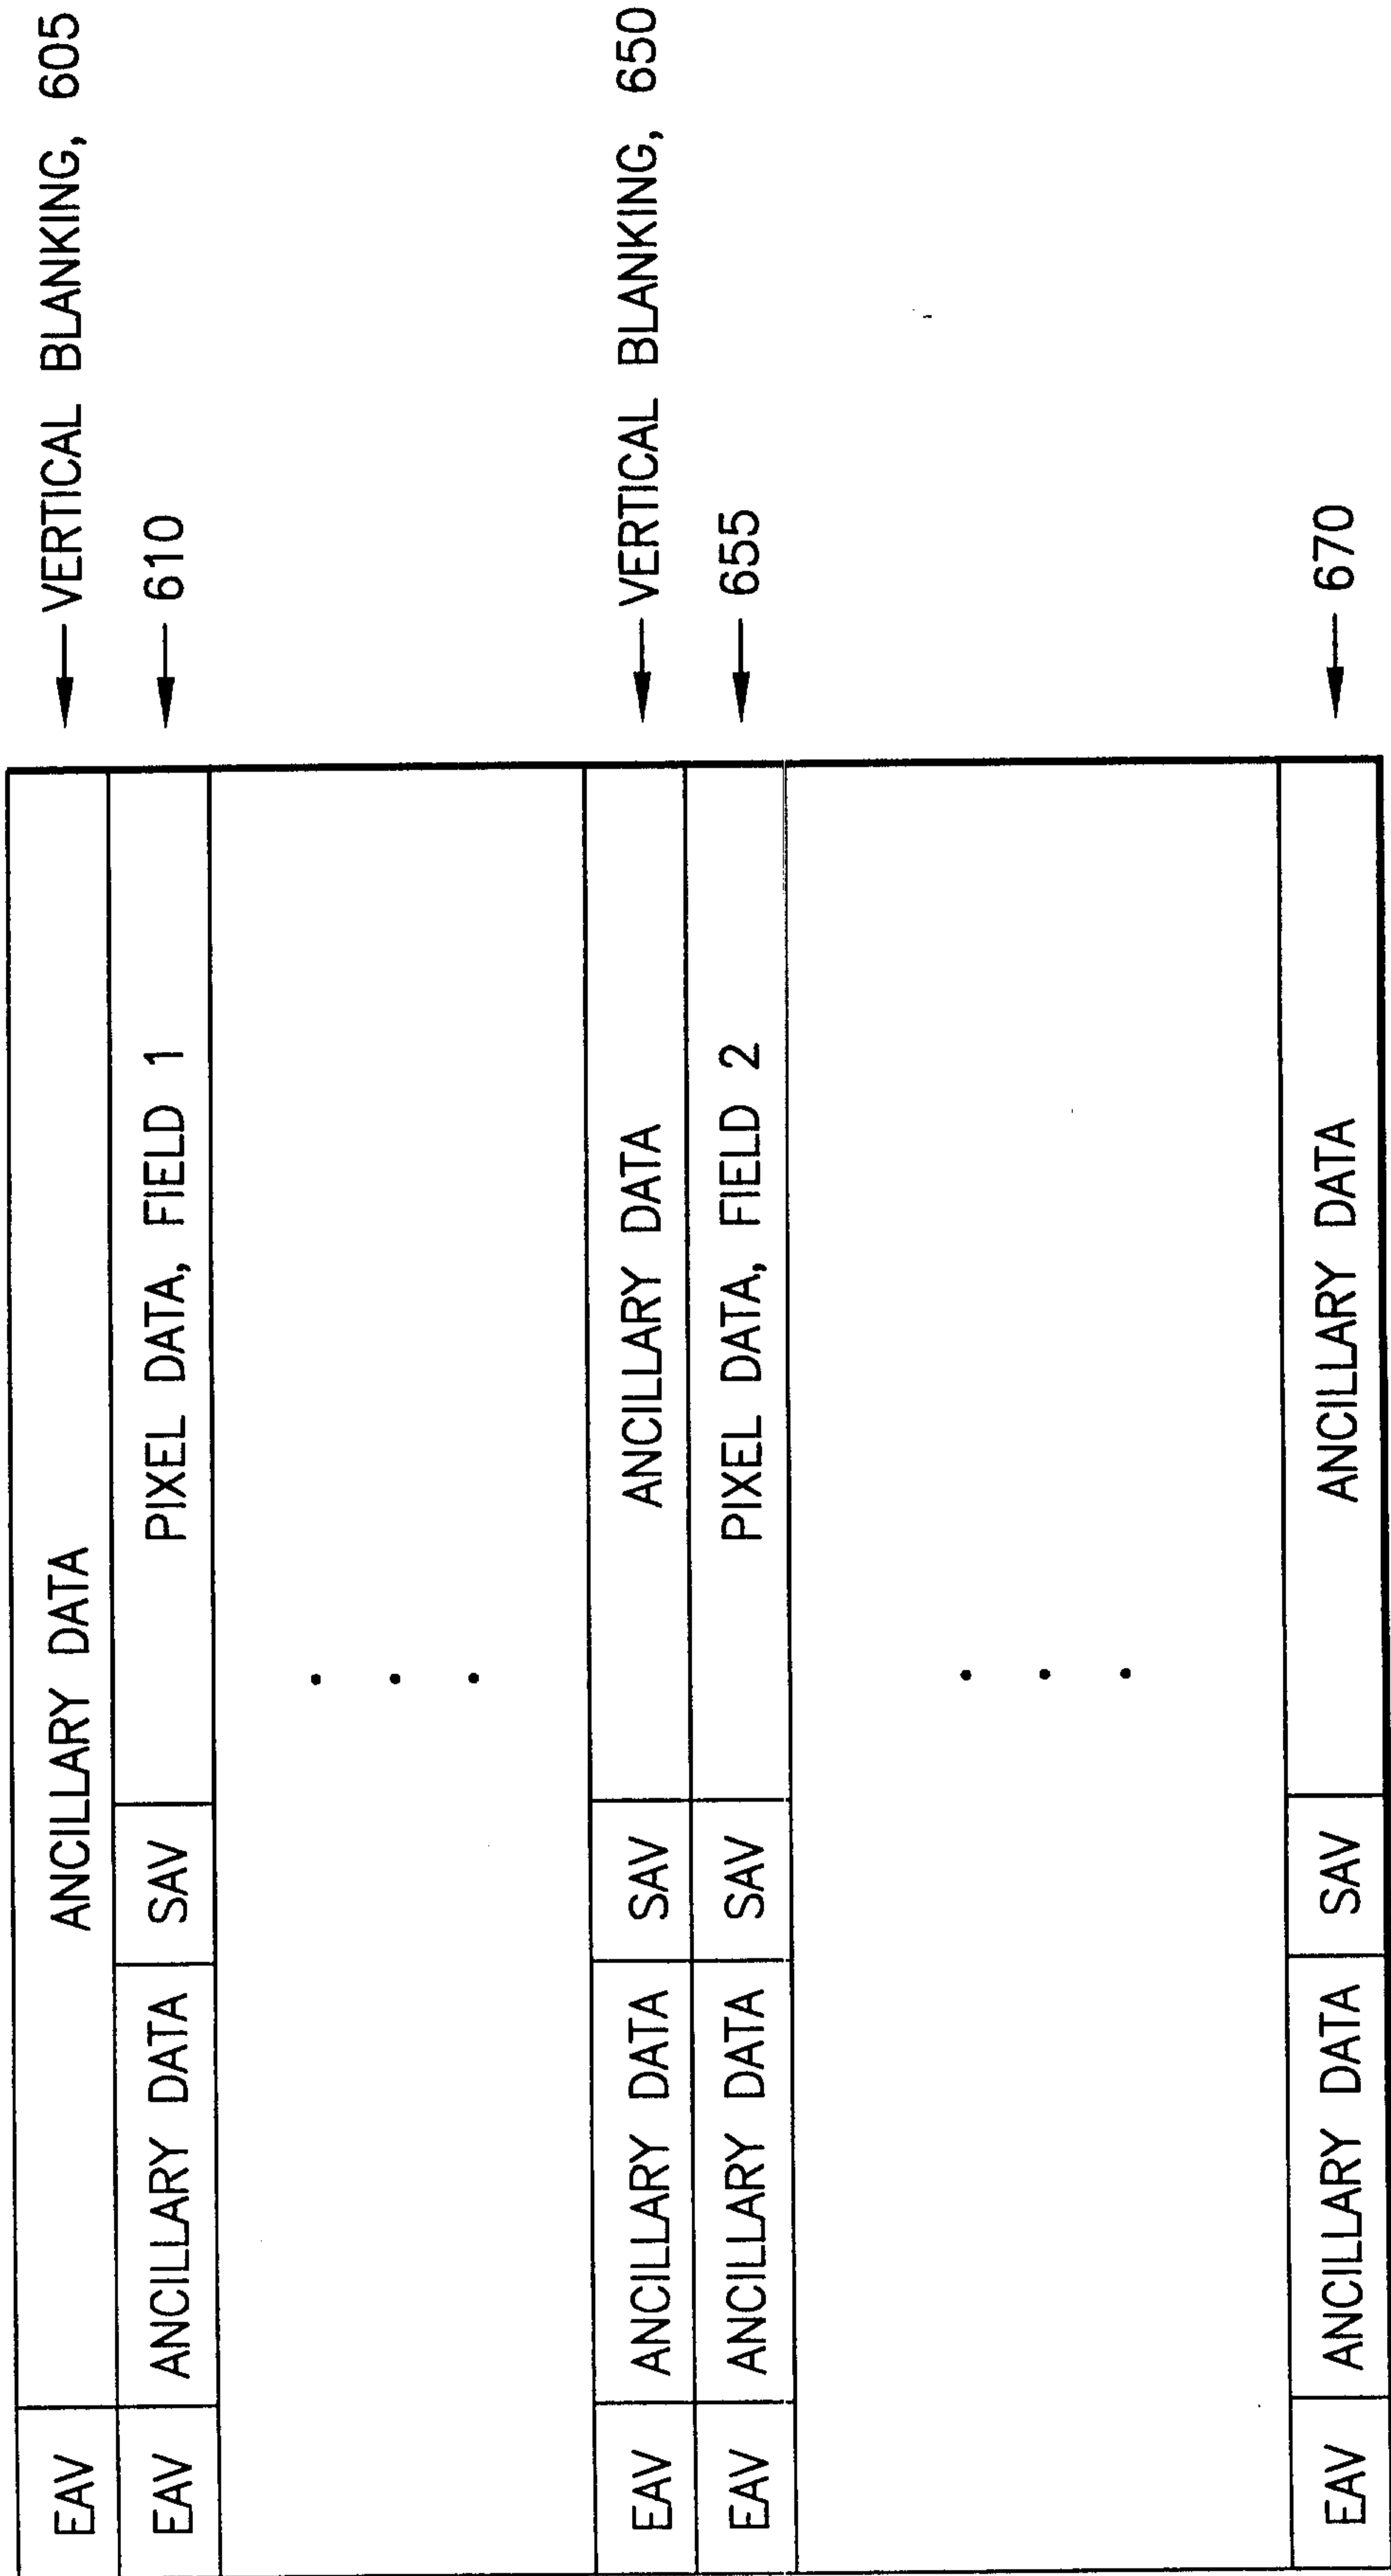 EAV ANCILLARY DATA ← VERTICAL BLANKING, 605
EAV ANCILLARY DATA SAV PIXEL DATA, FIELD 1 ← 610
EAV ANCILLARY DATA SAV ANCILLARY DATA ← VERTICAL BLANKING, 650
EAV ANCILLARY DATA SAV PIXEL DATA, FIELD 2 ← 655
EAV ANCILLARY DATA SAV ANCILLARY DATA ← 670